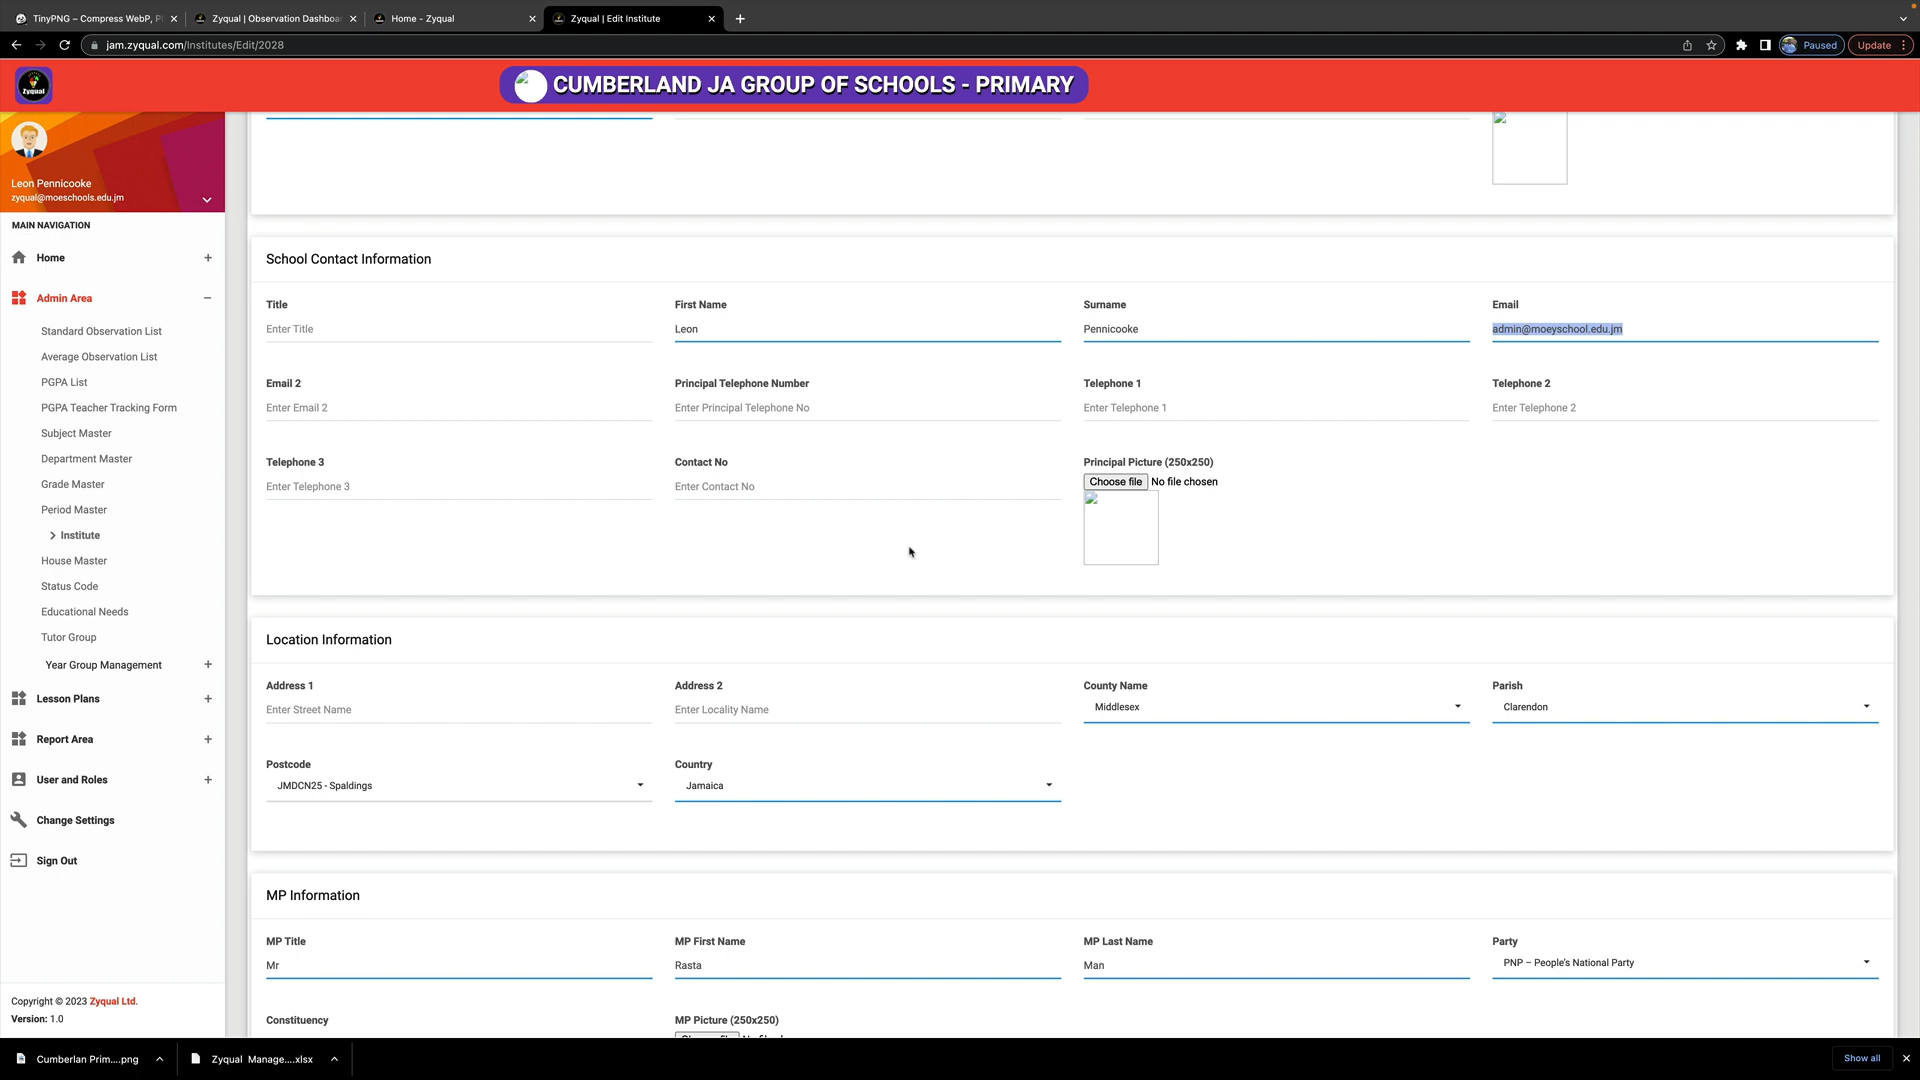 TinyPNG – Compress WebP, P
Zyqual | Observation Dashboa
Home - Zyqual
Zyqual | Edit Institute
jam.zyqual.com/Institutes/Edit/2028
Paused
Update
Zyqual
CUMBERLAND JA GROUP OF SCHOOLS - PRIMARY
Leon Pennicooke
zyqual@moeschools.edu.jm
MAIN NAVIGATION
Home
Admin Area
Standard Observation List
Average Observation List
PGPA List
PGPA Teacher Tracking Form
Subject Master
Department Master
Grade Master
Period Master
Institute
House Master
Status Code
Educational Needs
Tutor Group
Year Group Management
Lesson Plans
Report Area
User and Roles
Change Settings
Sign Out
Copyright © 2023 Zyqual Ltd.
Version: 1.0
School Contact Information
Title First Name Surname Email
Enter Title Leon Pennicooke admin@moeyschool.edu.jm
Email 2 Principal Telephone Number Telephone 1 Telephone 2
Enter Email 2 Enter Principal Telephone No Enter Telephone 1 Enter Telephone 2
Telephone 3 Contact No Principal Picture (250x250)
Enter Telephone 3 Enter Contact No Choose file No file chosen
Location Information
Address 1 Address 2 County Name Parish
Enter Street Name Enter Locality Name Middlesex Clarendon
Postcode Country
JMDCN25 - Spaldings Jamaica
MP Information
MP Title MP First Name MP Last Name Party
Mr Rasta Man PNP – People's National Party
Constituency MP Picture (250x250)
Cumberlan Prim....png
Zyqual Manage....xlsx
Show all